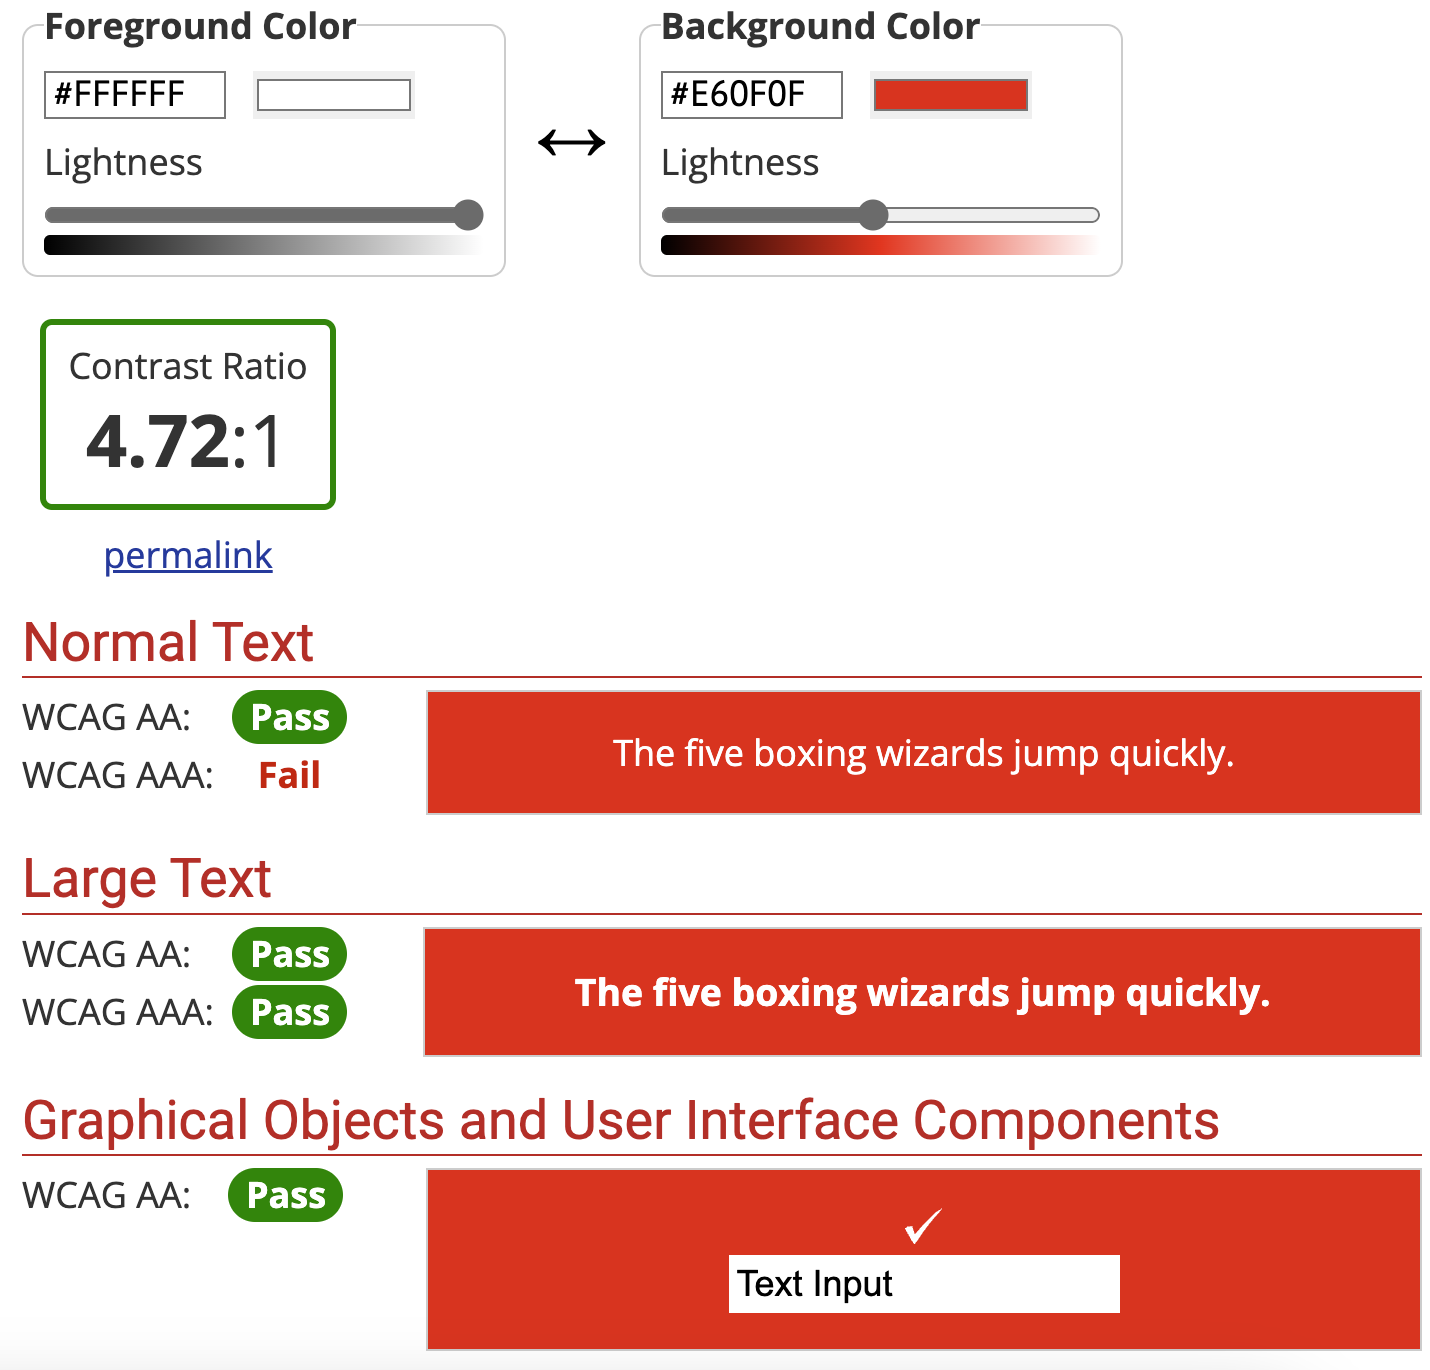 Foreground Color
#FFFFFF
Lightness
Background Color
#E60F0F
Lightness
Contrast Ratio
4.72:1
permalink
Normal Text
WCAG AA: Pass
WCAG AAA: Fail
The five boxing wizards jump quickly.
Large Text
WCAG AA: Pass
WCAG AAA: Pass
The five boxing wizards jump quickly.
Graphical Objects and User Interface Components
WCAG AA: Pass
Text Input